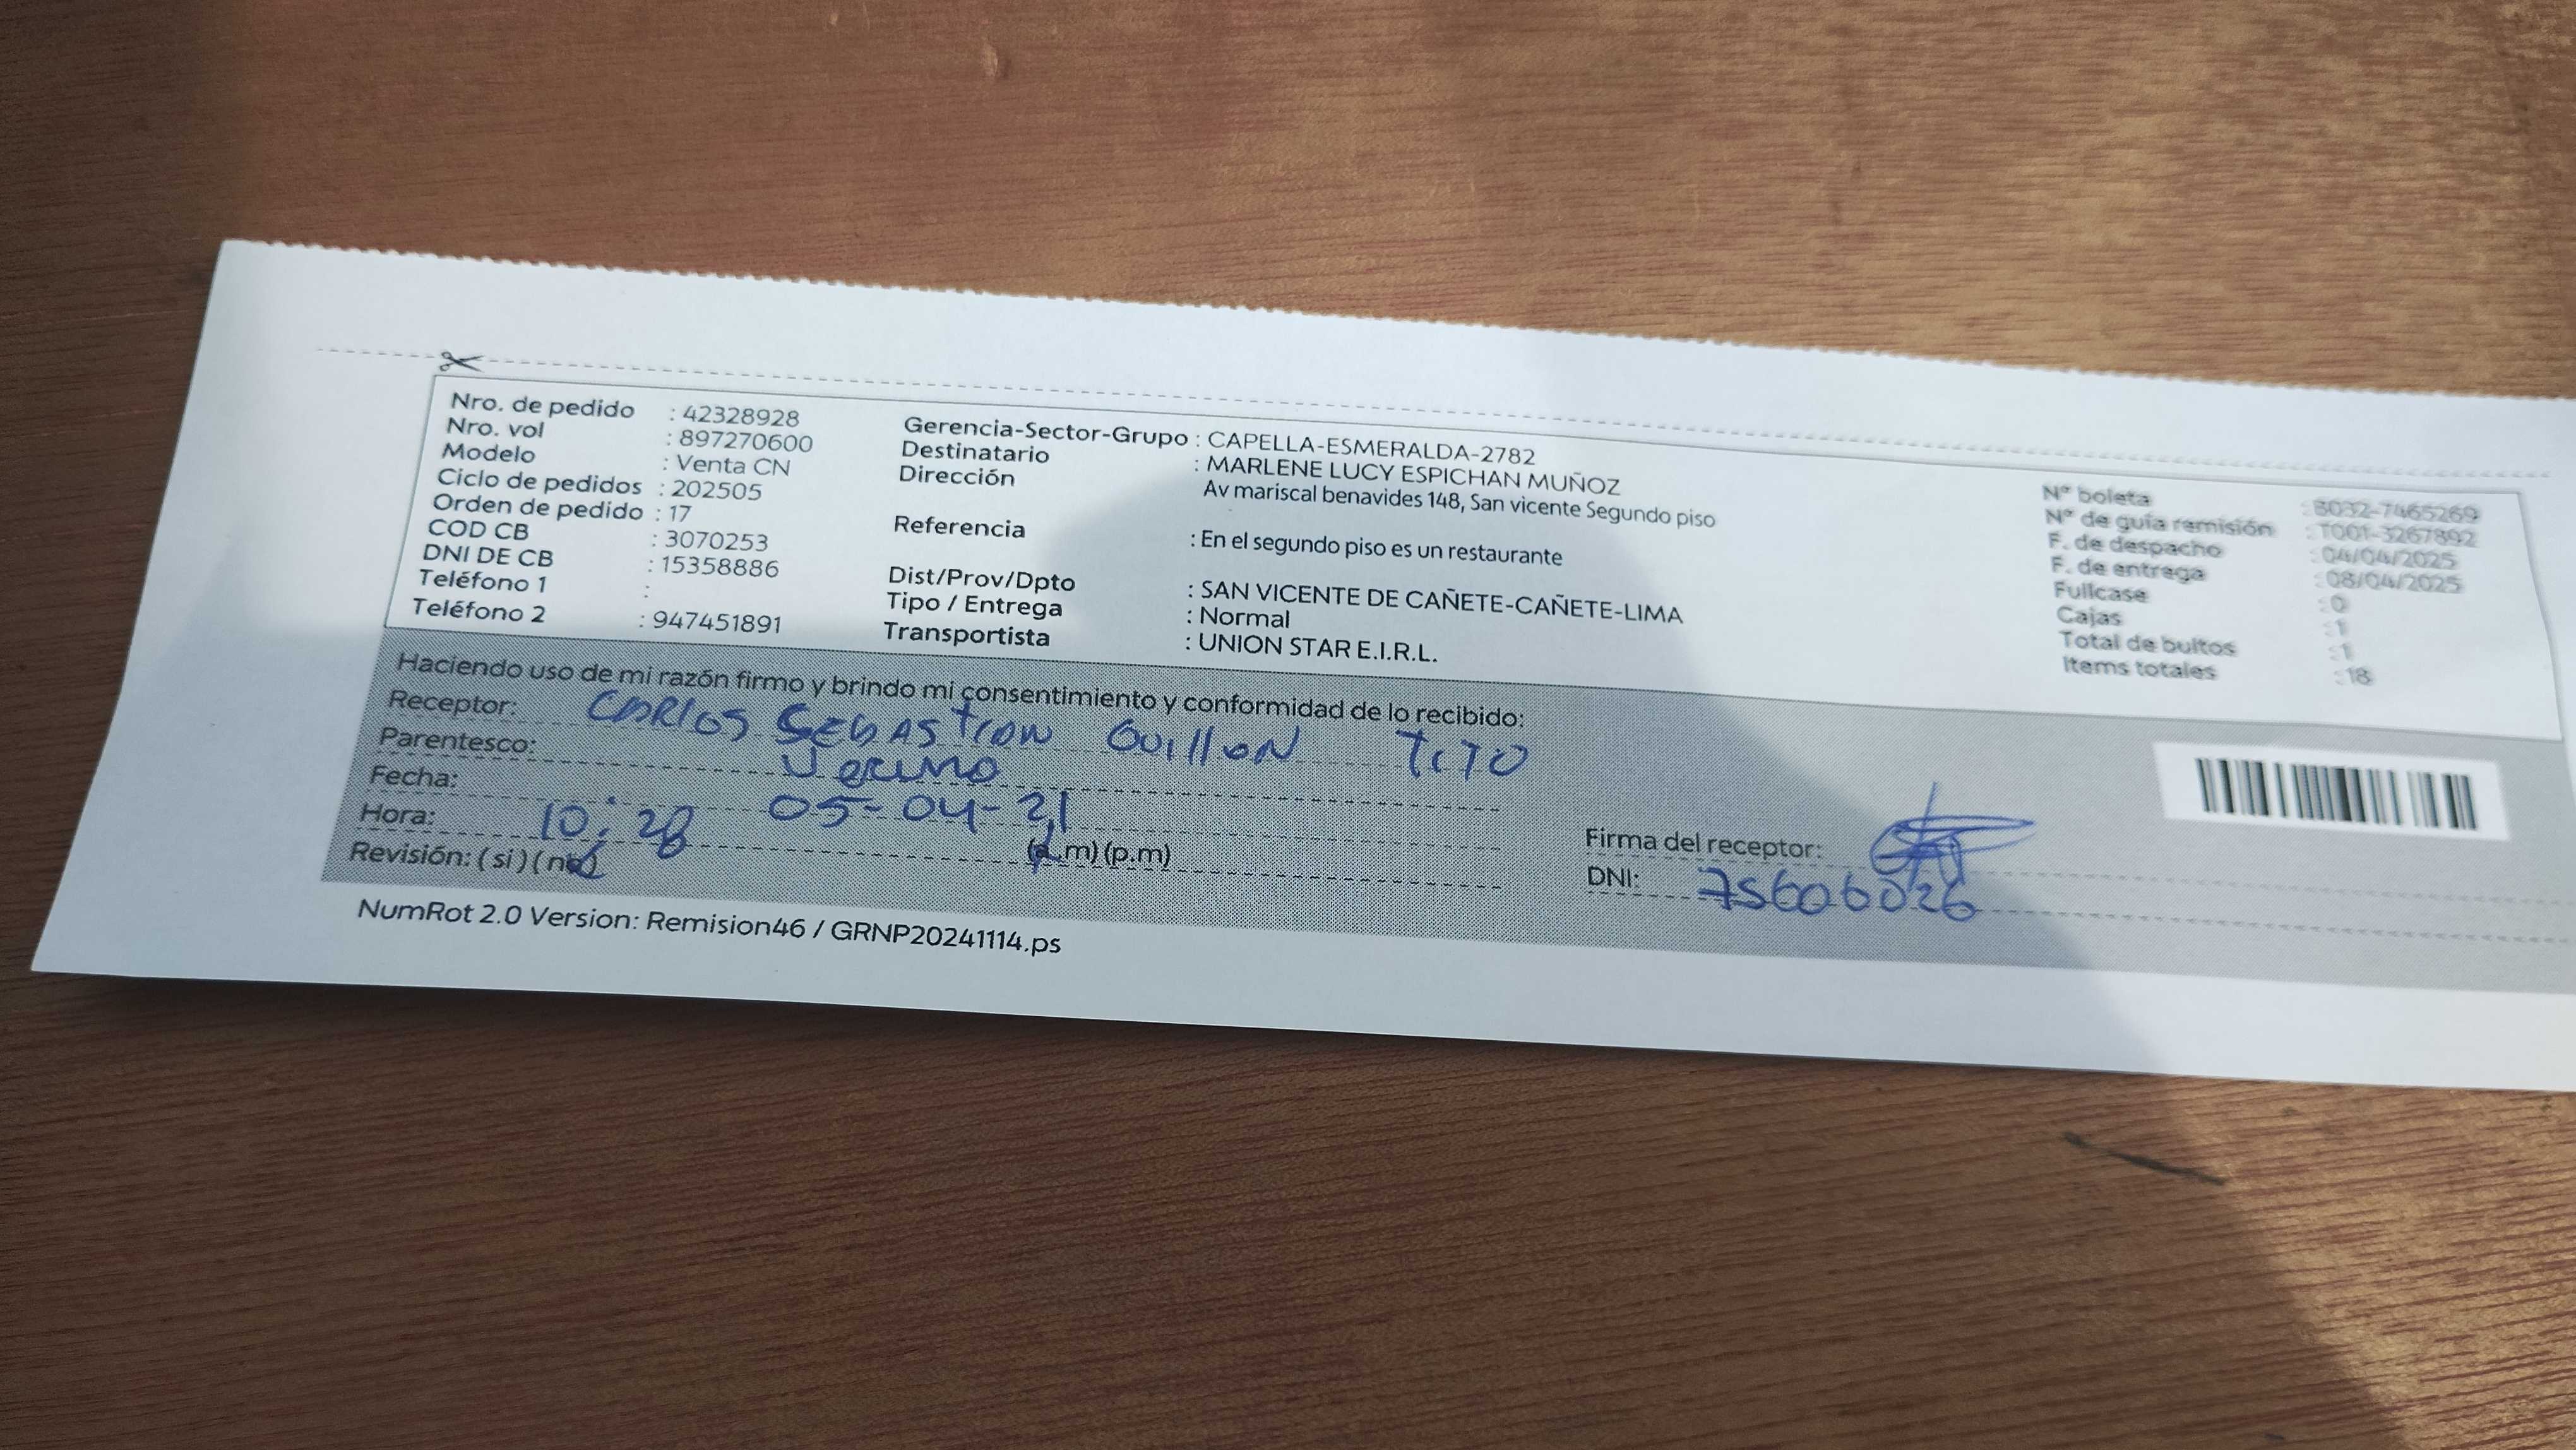 Nro. de pedido : 42328928
Nro. vol : 897270600
Modelo : Venta CN
Ciclo de pedidos : 202505
Orden de pedido : 17
COD CB : 3070253
DNI DE CB : 15358886
Teléfono 1 :
Teléfono 2 : 947451891
Gerencia-Sector-Grupo : CAPELLA-ESMERALDA-2782
Destinatario : MARLENE LUCY ESPICHAN MUÑOZ
Dirección Av mariscal benavides 148, San vicente Segundo piso
Referencia : En el segundo piso es un restaurante
Dist/Prov/Dpto : SAN VICENTE DE CAÑETE-CAÑETE-LIMA
Tipo / Entrega : Normal
Transportista : UNION STAR E.I.R.L.
N° boleta : B032-7465269
N° de guía remisión : T001-3267892
F. de despacho : 04/04/2025
F. de entrega : 08/04/2025
Fullcase : 0
Cajas : 1
Total de bultos : 1
Items totales : 18
Haciendo uso de mi razón firmo y brindo mi consentimiento y conformidad de lo recibido:
Receptor: CARlOS SEBASTIAN TITO
Parentesco:
Fecha: 05-04-21
Hora: 10:28 (a.m) (p.m)
Revisión: (si) (no)
Firma del receptor:
DNI: 75606026
NumRot 2.0 Version: Remision46 / GRNP20241114.ps